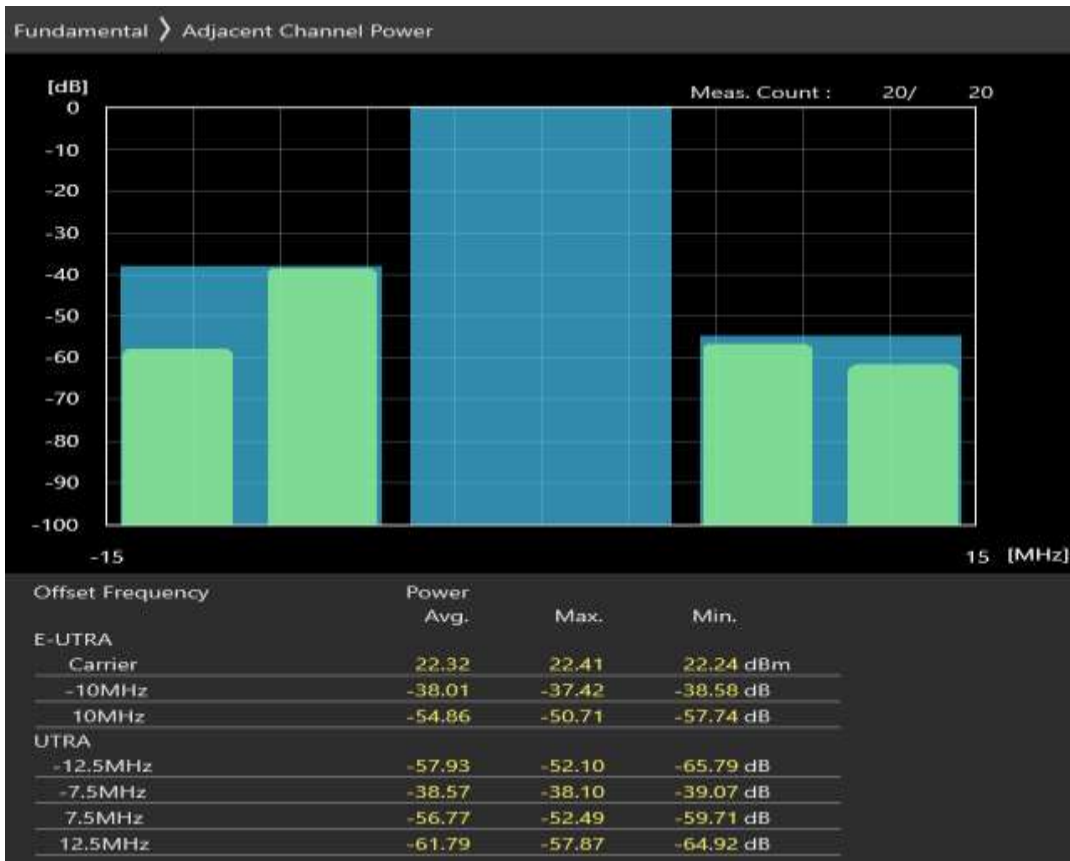 Fundamental 〉 Adjacent Channel Power
[dB]
Meas. Count : 20/ 20
0
-10
-20
-30
-40
-50
-60
-70
-80
-90
-100
-15 15 [MHz]
Offset Frequency Power
Avg. Max. Min.
E-UTRA
Carrier 22.32 22.41 22.24 dBm
-10MHz -38.01 -37.42 -38.58 dB
10MHz -54.86 -50.71 -57.74 dB
UTRA
-12.5MHz -57.93 -52.10 -65.79 dB
-7.5MHz -38.57 -38.10 -39.07 dB
7.5MHz -56.77 -52.49 -59.71 dB
12.5MHz -61.79 -57.87 -64.92 dB